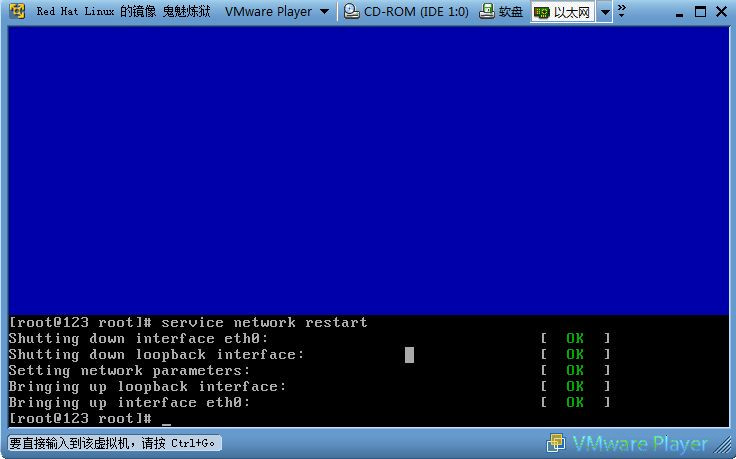 Red Hat Linux 的镜像 鬼魅炼狱 VMware Player CD-ROM (IDE 1:0) 软盘 以太网
[root@123 root]# service network restart
Shutting down interface eth0: [ OK ]
Shutting down loopback interface: [ OK ]
Setting network parameters: [ OK ]
Bringing up loopback interface: [ OK ]
Bringing up interface eth0: [ OK ]
[root@123 root]# _
要直接输入到该虚拟机，请按 Ctrl+G。 VMware Player